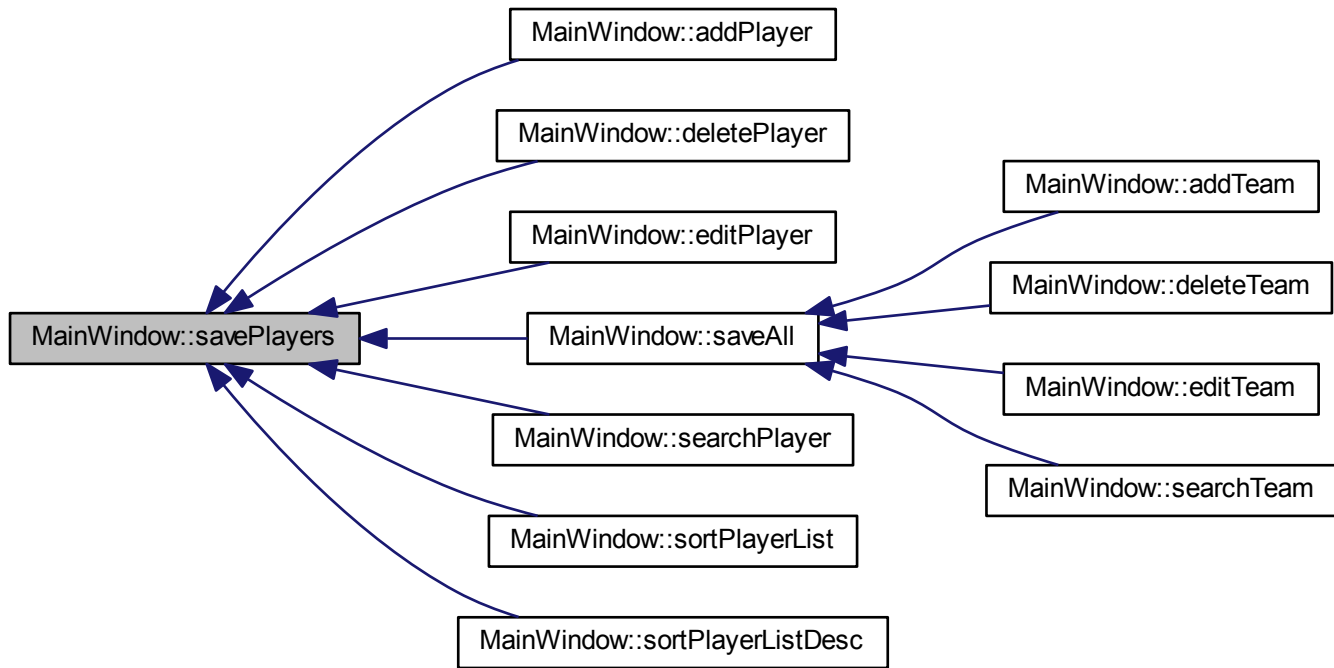 MainWindow::addPlayer
MainWindow::deletePlayer
MainWindow::addTeam
MainWindow::editPlayer
MainWindow::deleteTeam
MainWindow::savePlayers
MainWindow::saveAll
MainWindow::editTeam
MainWindow::searchPlayer
MainWindow::searchTeam
MainWindow::sortPlayerList
MainWindow::sortPlayerListDesc